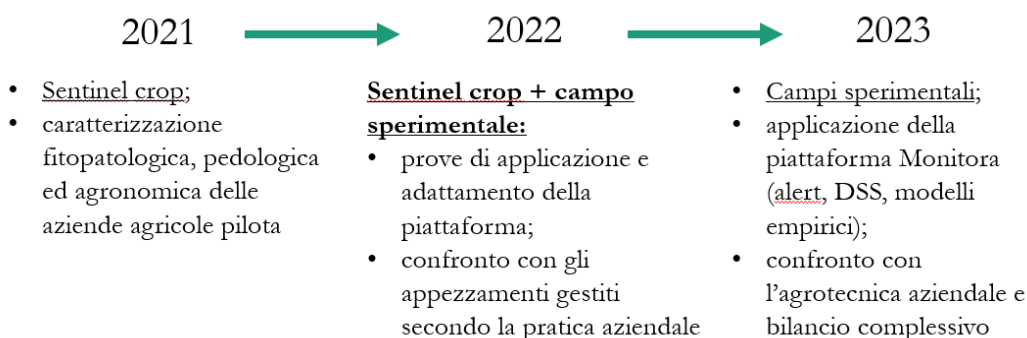 2021
• Sentinel crop;
• caratterizzazione
fitopatologica, pedologica
ed agronomica delle
aziende agricole pilota
2022
Sentinel crop + campo
sperimentale:
• prove di applicazione e
adattamento della
piattaforma;
• confronto con gli
appezzamenti gestiti
secondo la pratica aziendale
2023
• Campi sperimentali;
• applicazione della
piattaforma Monitora
(alert, DSS, modelli
empirici);
• confronto con
l’agrotecnica aziendale e
bilancio complessivo